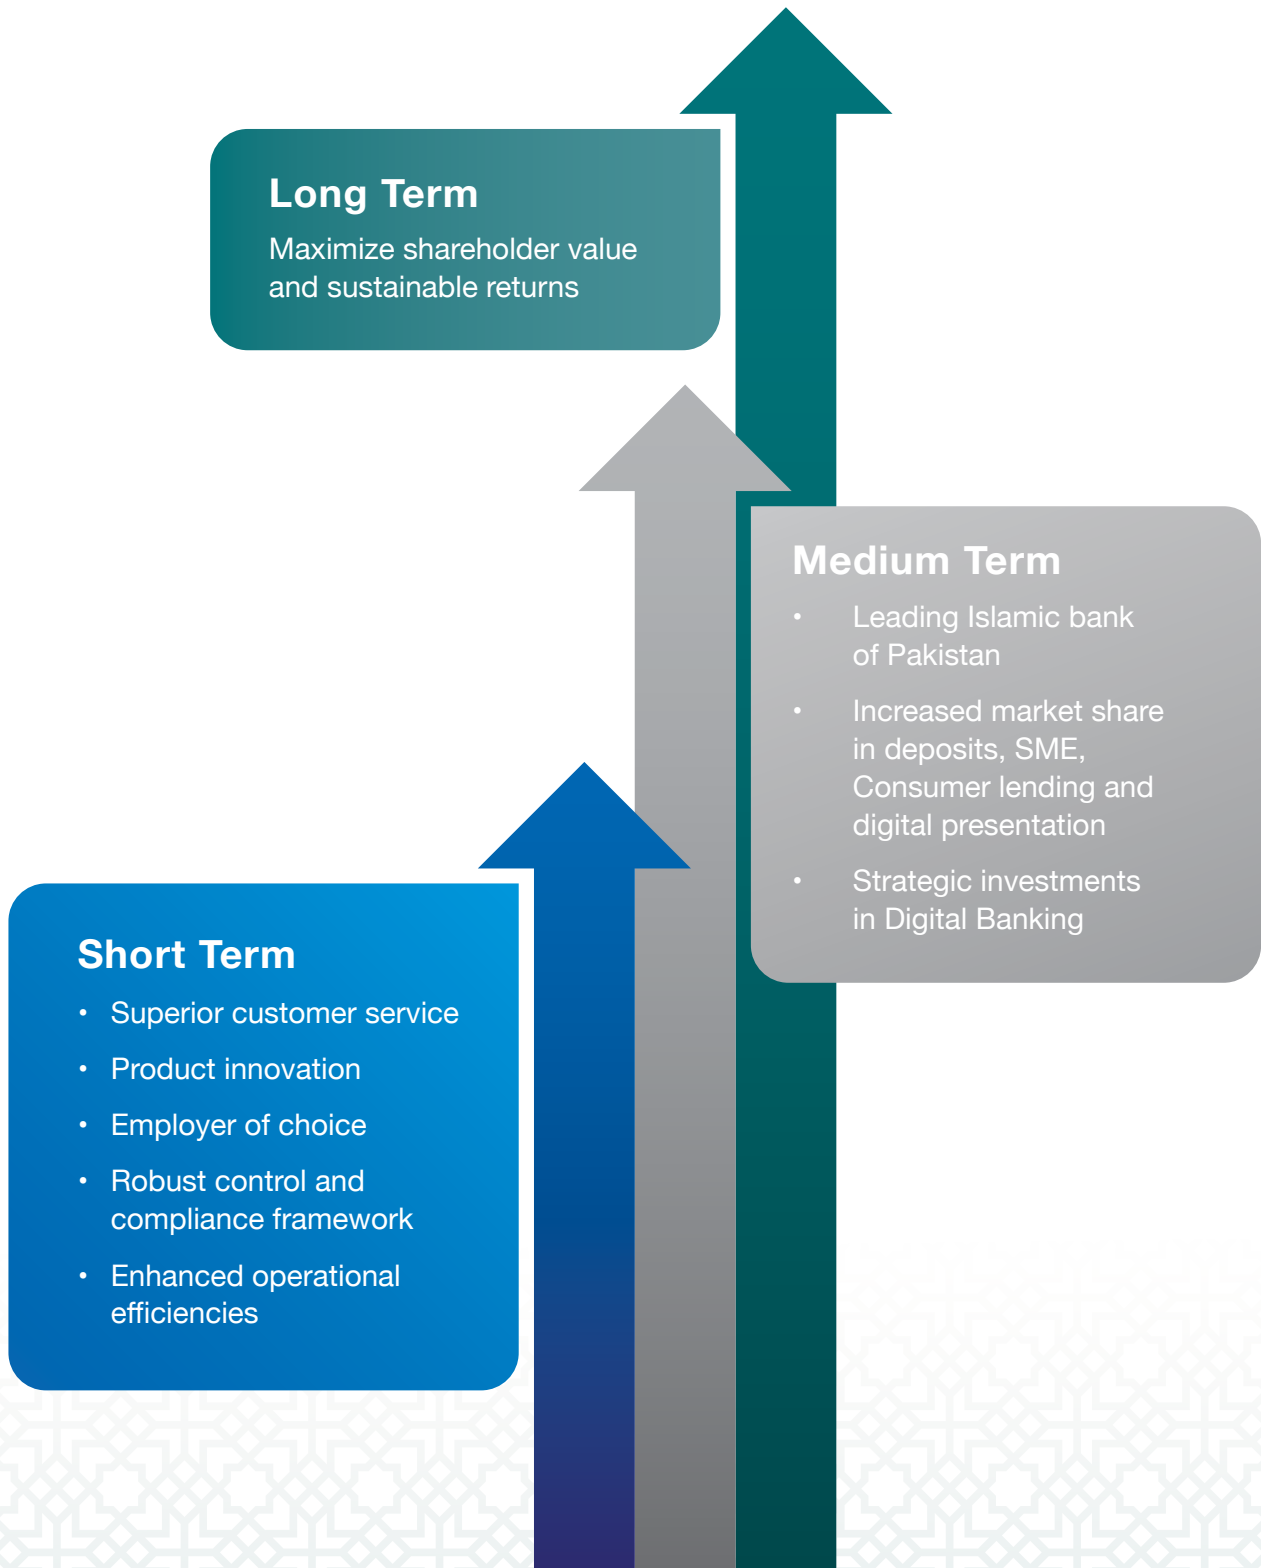 Long Term
Maximize shareholder value
and sustainable returns
Medium Term
• Leading Islamic bank
of Pakistan
• Increased market share
in deposits, SME,
Consumer lending and
digital presentation
• Strategic investments
in Digital Banking
Short Term
• Superior customer service
• Product innovation
• Employer of choice
• Robust control and
compliance framework
• Enhanced operational
efficiencies